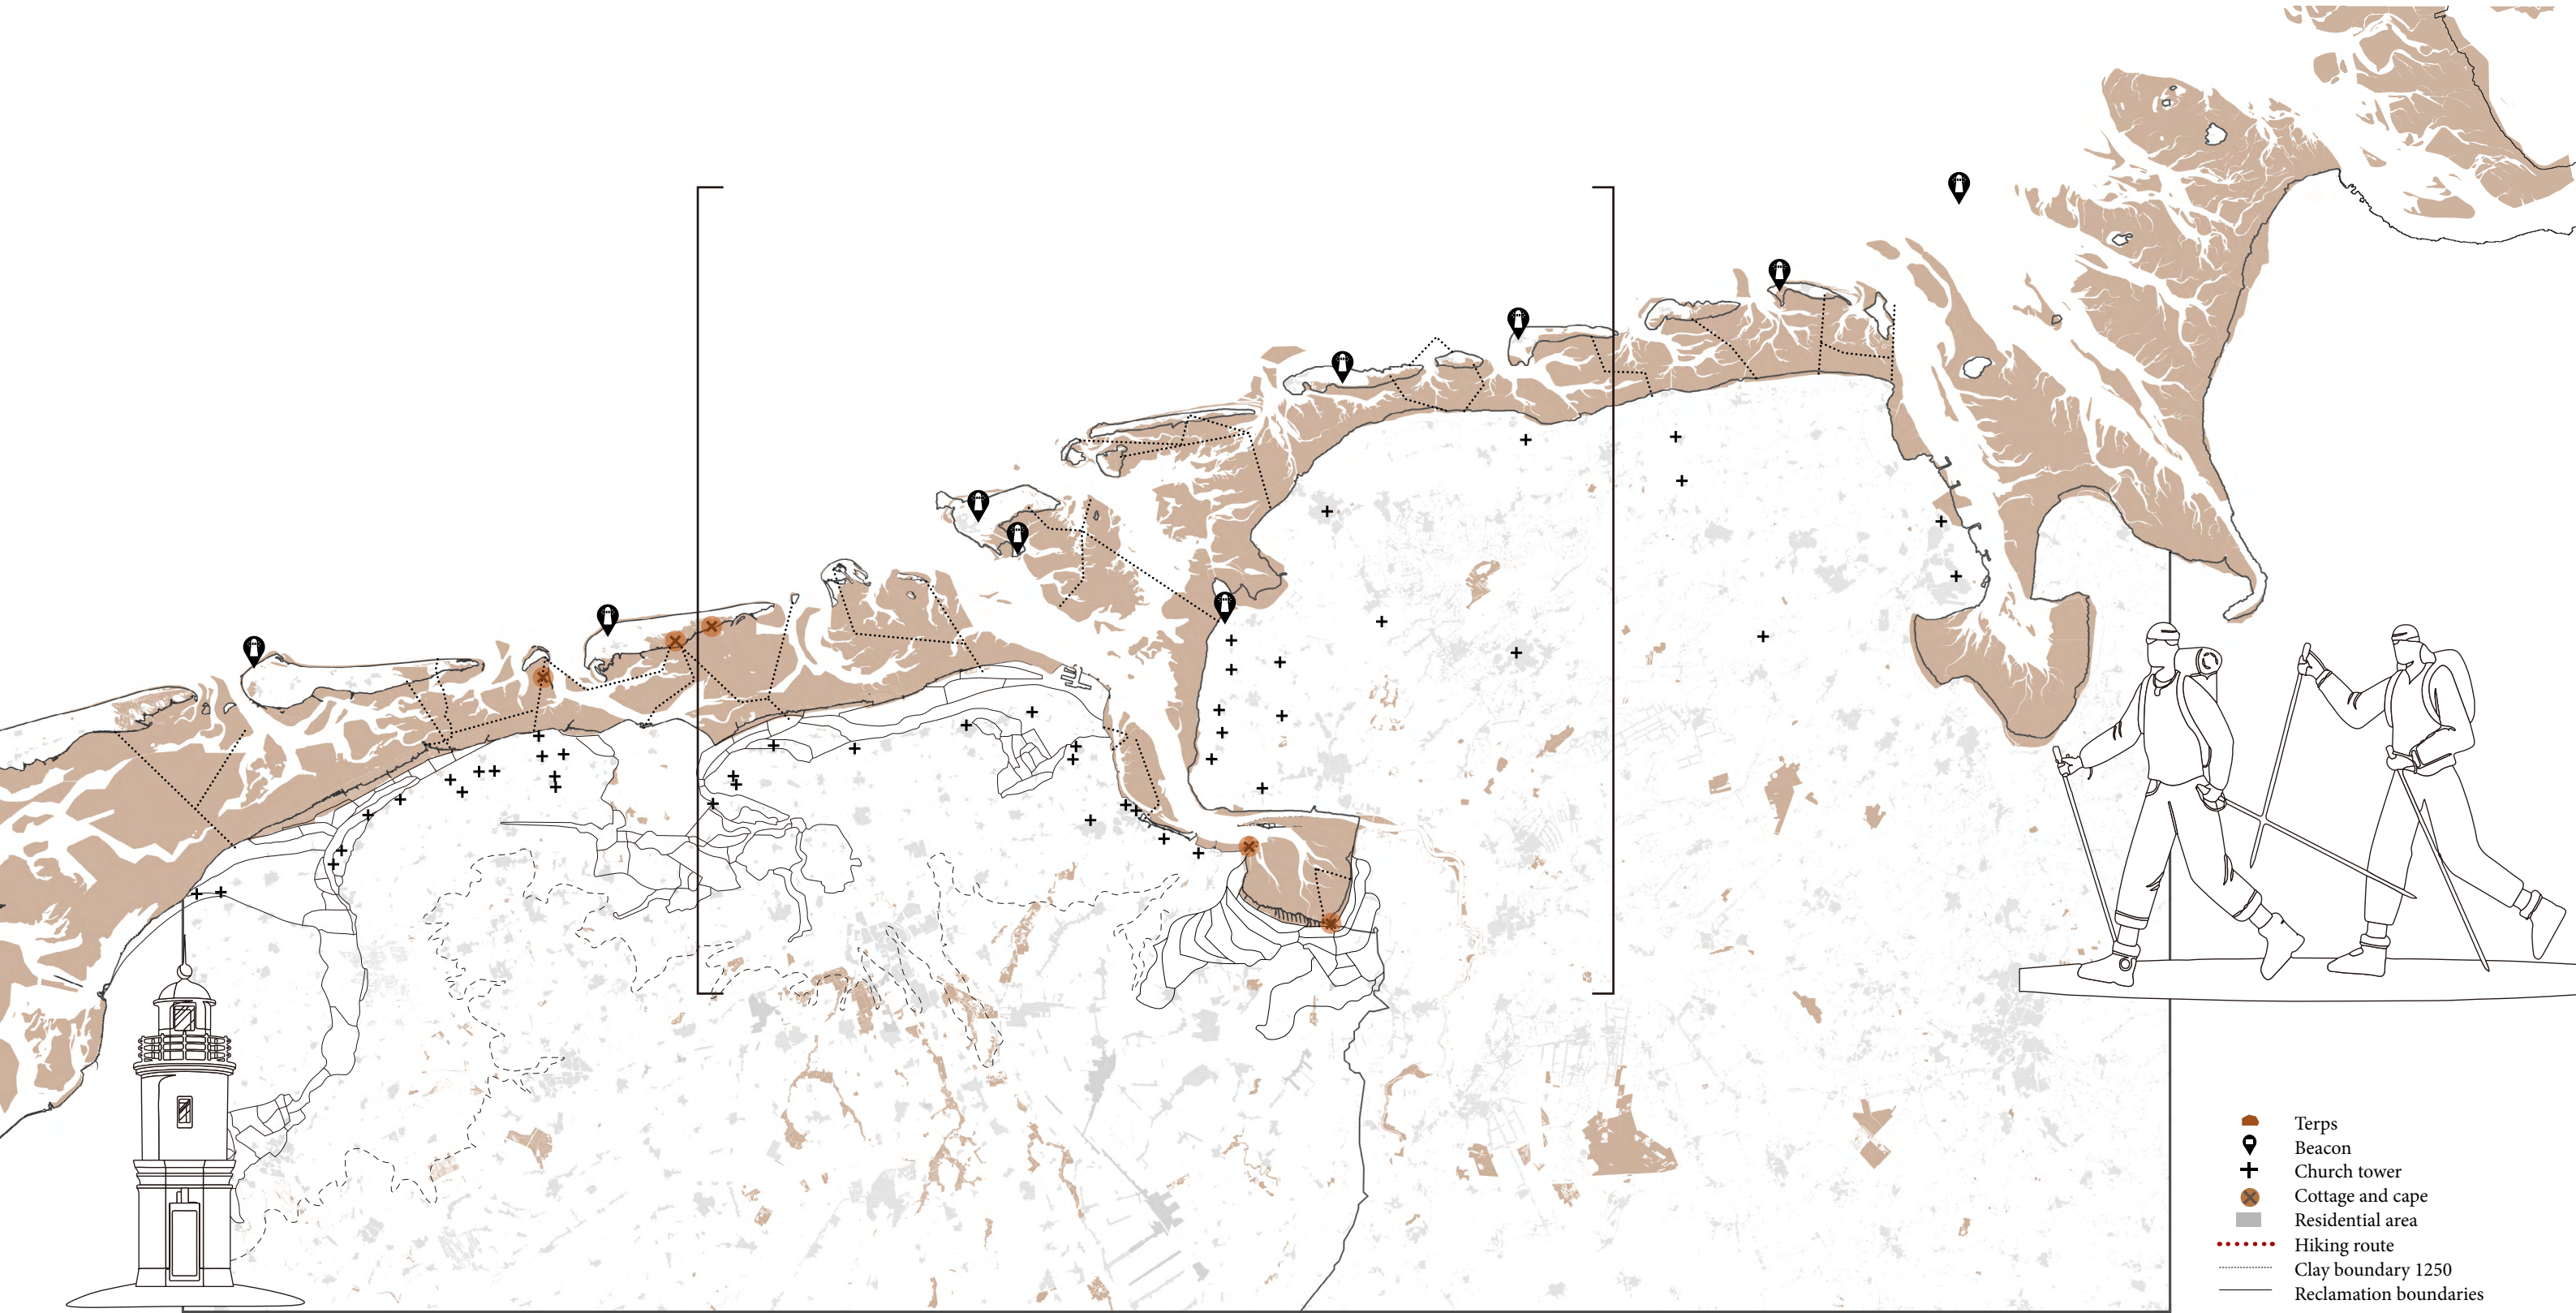 Terps
Beacon
Church tower
Cottage and cape
Residential area
Hiking route
Clay boundary 1250
Reclamation boundaries